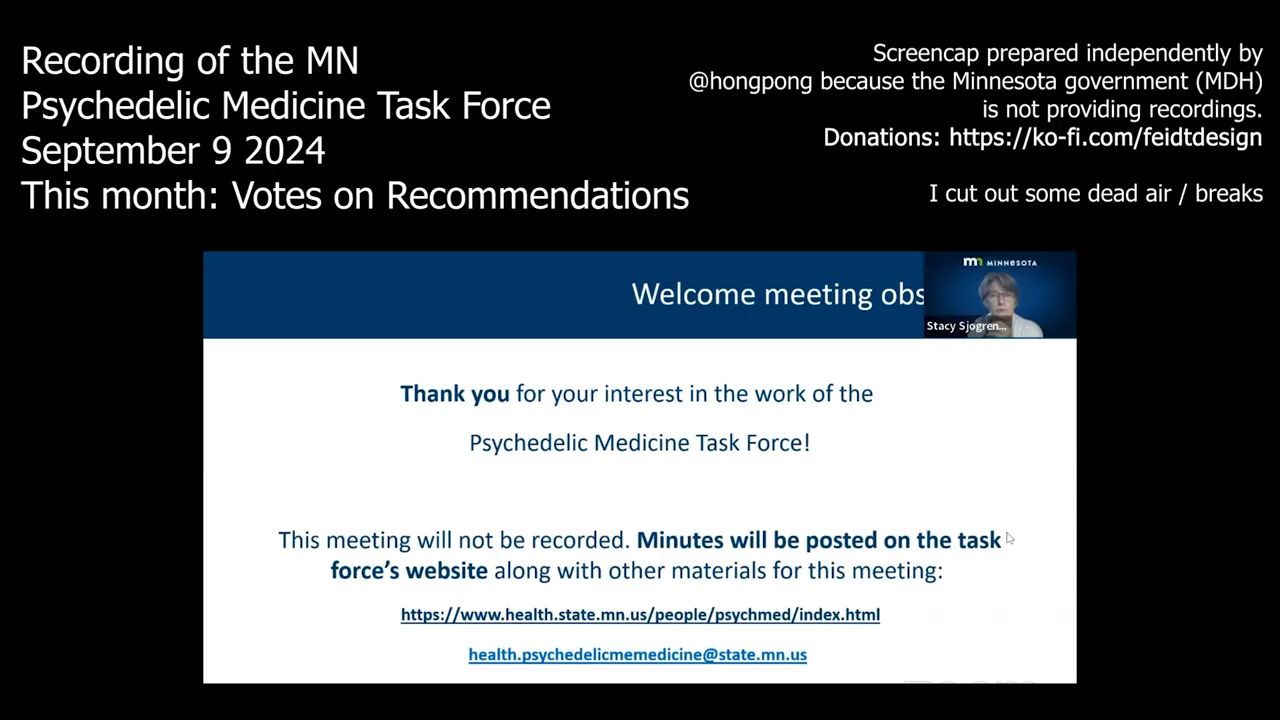 Recording of the MN
Psychedelic Medicine Task Force
September 9 2024
This month: Votes on Recommendations
Screencap prepared independently by
@hongpong because the Minnesota government (MDH)
is not providing recordings.
Donations: https://ko-fi.com/feidtdesign
I cut out some dead air / breaks
Welcome meeting obs
mn MINNESOTA
Stacy Sjogren...
Thank you for your interest in the work of the
Psychedelic Medicine Task Force!
This meeting will not be recorded. Minutes will be posted on the task
force's website along with other materials for this meeting:
https://www.health.state.mn.us/people/psychmed/index.html
health.psychedelicmemedicine@state.mn.us